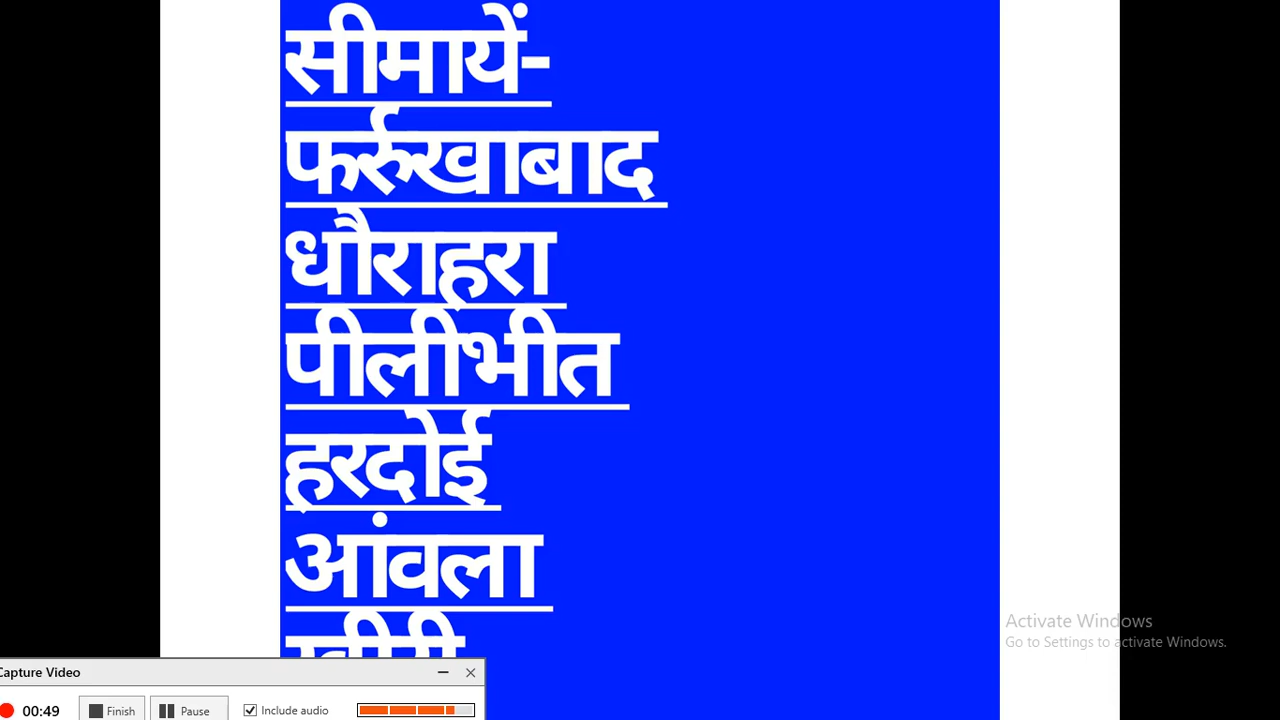 सीमायें-
फर्रुखाबाद
धौराहरा
पीलीभीत
हरदोई
आंवला
Activate Windows
Go to Settings to activate Windows.
Capture Video
00:49
Finish
Pause
Include audio